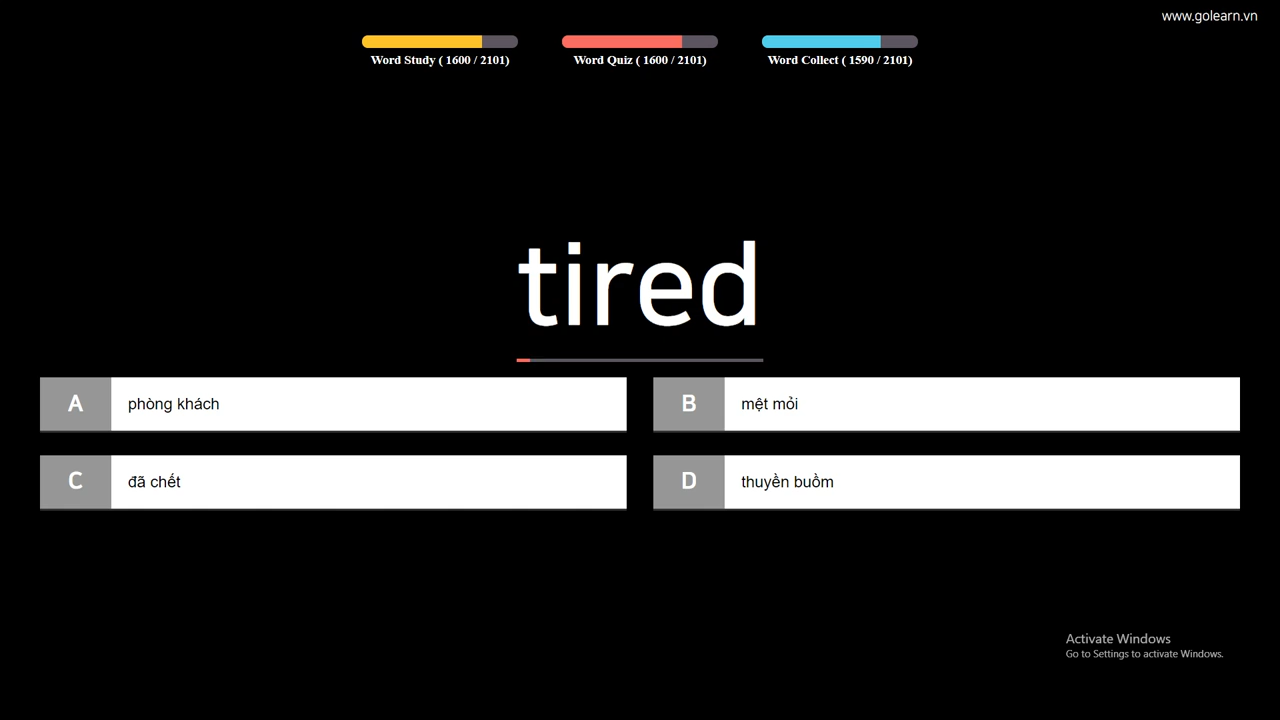 www.golearn.vn
Word Study ( 1600 / 2101)
Word Quiz ( 1600 / 2101)
Word Collect ( 1590 / 2101)
tired
A phòng khách
B mệt mỏi
C đã chết
D thuyền buồm
Activate Windows
Go to Settings to activate Windows.